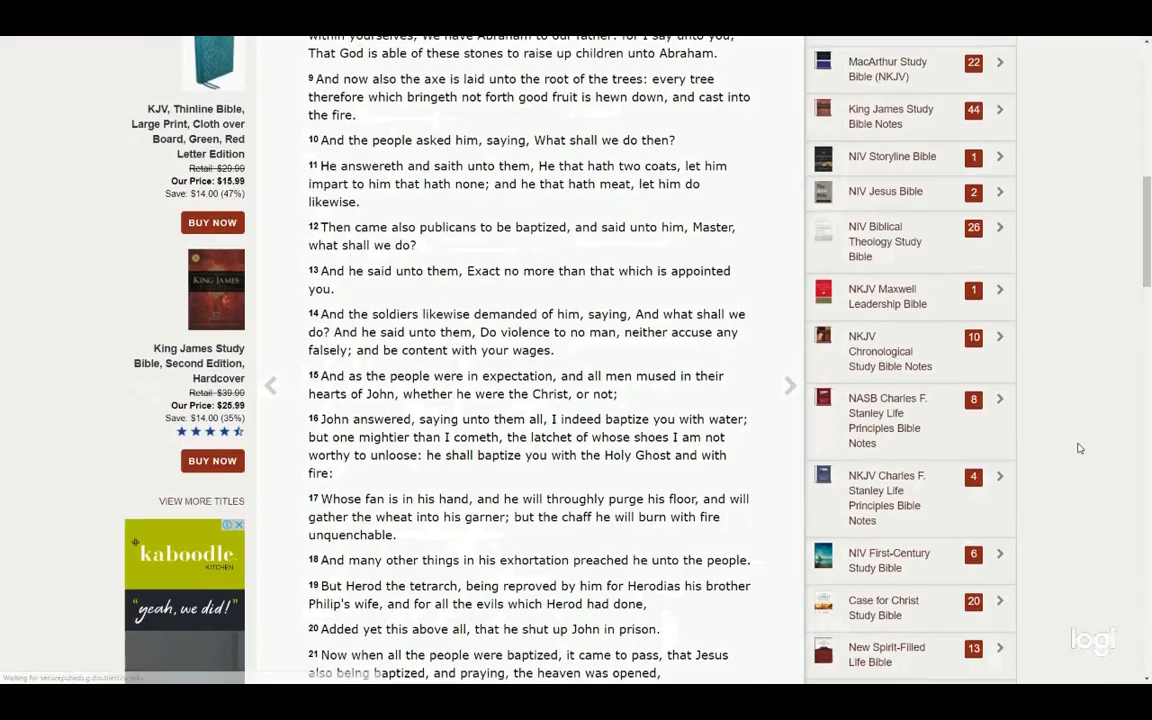 KJV, Thinline Bible,
Large Print, Cloth over
Board, Green, Red
Letter Edition
Retail: $29.99
Our Price: $15.99
Save: $14.00 (47%)
BUY NOW
KING JAMES
King James Study
Bible, Second Edition,
Hardcover
Retail: $39.99
Our Price: $25.99
Save: $14.00 (35%)
BUY NOW
VIEW MORE TITLES
kaboodle
KITCHEN
"yeah, we did!"
within yourselves, We have Abraham to our father: for I say unto you,
That God is able of these stones to raise up children unto Abraham.
9 And now also the axe is laid unto the root of the trees: every tree
therefore which bringeth not forth good fruit is hewn down, and cast into
the fire.
10 And the people asked him, saying, What shall we do then?
11 He answereth and saith unto them, He that hath two coats, let him
impart to him that hath none; and he that hath meat, let him do
likewise.
12 Then came also publicans to be baptized, and said unto him, Master,
what shall we do?
13 And he said unto them, Exact no more than that which is appointed
you.
14 And the soldiers likewise demanded of him, saying, And what shall we
do? And he said unto them, Do violence to no man, neither accuse any
falsely; and be content with your wages.
15 And as the people were in expectation, and all men mused in their
hearts of John, whether he were the Christ, or not;
16 John answered, saying unto them all, I indeed baptize you with water;
but one mightier than I cometh, the latchet of whose shoes I am not
worthy to unloose: he shall baptize you with the Holy Ghost and with
fire:
17 Whose fan is in his hand, and he will throughly purge his floor, and will
gather the wheat into his garner; but the chaff he will burn with fire
unquenchable.
18 And many other things in his exhortation preached he unto the people.
19 But Herod the tetrarch, being reproved by him for Herodias his brother
Philip's wife, and for all the evils which Herod had done,
20 Added yet this above all, that he shut up John in prison.
21 Now when all the people were baptized, it came to pass, that Jesus
also being baptized, and praying, the heaven was opened,
MacArthur Study 22
Bible (NKJV)
King James Study 44
Bible Notes
NIV Storyline Bible 1
NIV Jesus Bible 2
NIV Biblical 26
Theology Study
Bible
NKJV Maxwell 1
Leadership Bible
NKJV 10
Chronological
Study Bible Notes
NASB Charles F. 8
Stanley Life
Principles Bible
Notes
NKJV Charles F. 4
Stanley Life
Principles Bible
Notes
NIV First-Century 6
Study Bible
Case for Christ 20
Study Bible
New Spirit-Filled 13
Life Bible
logi